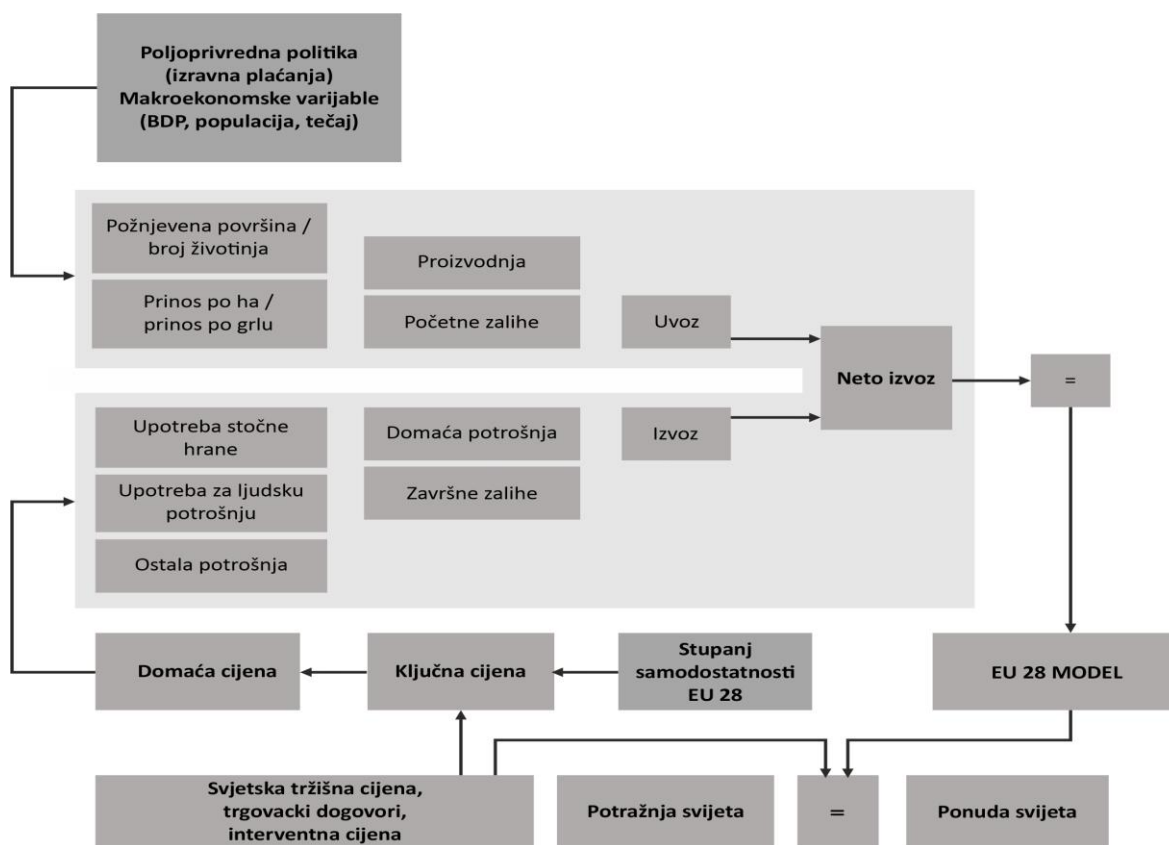 Poljoprivredna politika
(izravna plaćanja)
Makroekonomske varijable
(BDP, populacija, tečaj)
Požnjevena površina /
broj životinja
Prinos po ha /
prinos po grlu
Proizvodnja
Početne zalihe
Uvoz
Neto izvoz
=
Upotreba stočne
hrane
Upotreba za ljudsku
potrošnju
Ostala potrošnja
Domaća potrošnja
Završne zalihe
Izvoz
Domaća cijena
Ključna cijena
Stupanj
samodostatnosti
EU 28
EU 28 MODEL
Svjetska tržišna cijena,
trgovacki dogovori,
interventna cijena
Potražnja svijeta
=
Ponuda svijeta